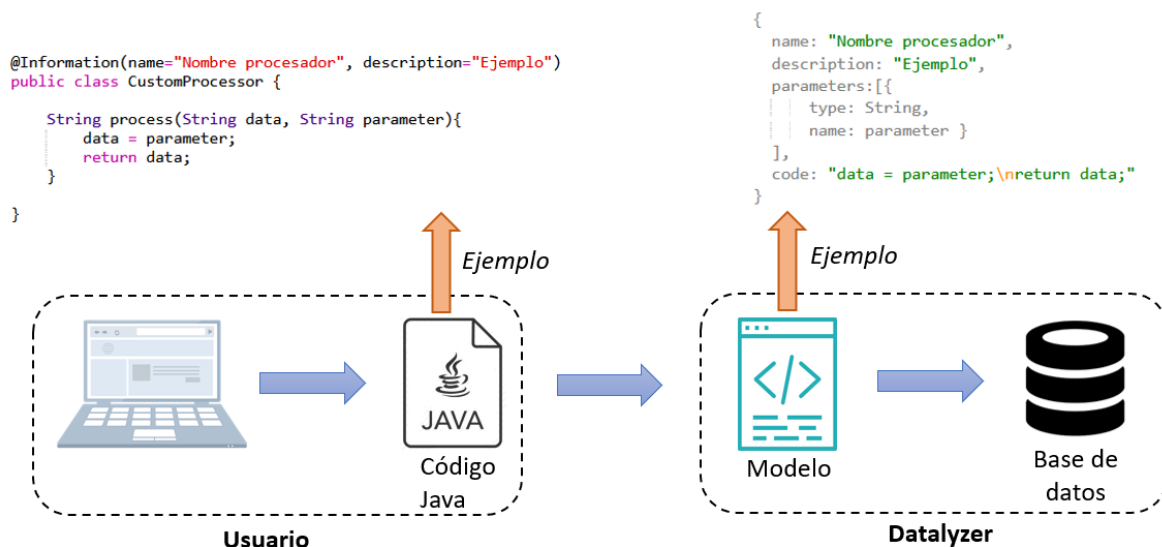 @Information(name="Nombre procesador", description="Ejemplo")
public class CustomProcessor {
String process(String data, String parameter){
data = parameter;
return data;
}
}
{
name: "Nombre procesador",
description: "Ejemplo",
parameters:[{
type: String,
name: parameter }
],
code: "data = parameter;\nreturn data;"
}
Ejemplo
Ejemplo
JAVA
Código
Java
</>
Modelo
Base de
datos
Usuario
Datalyzer